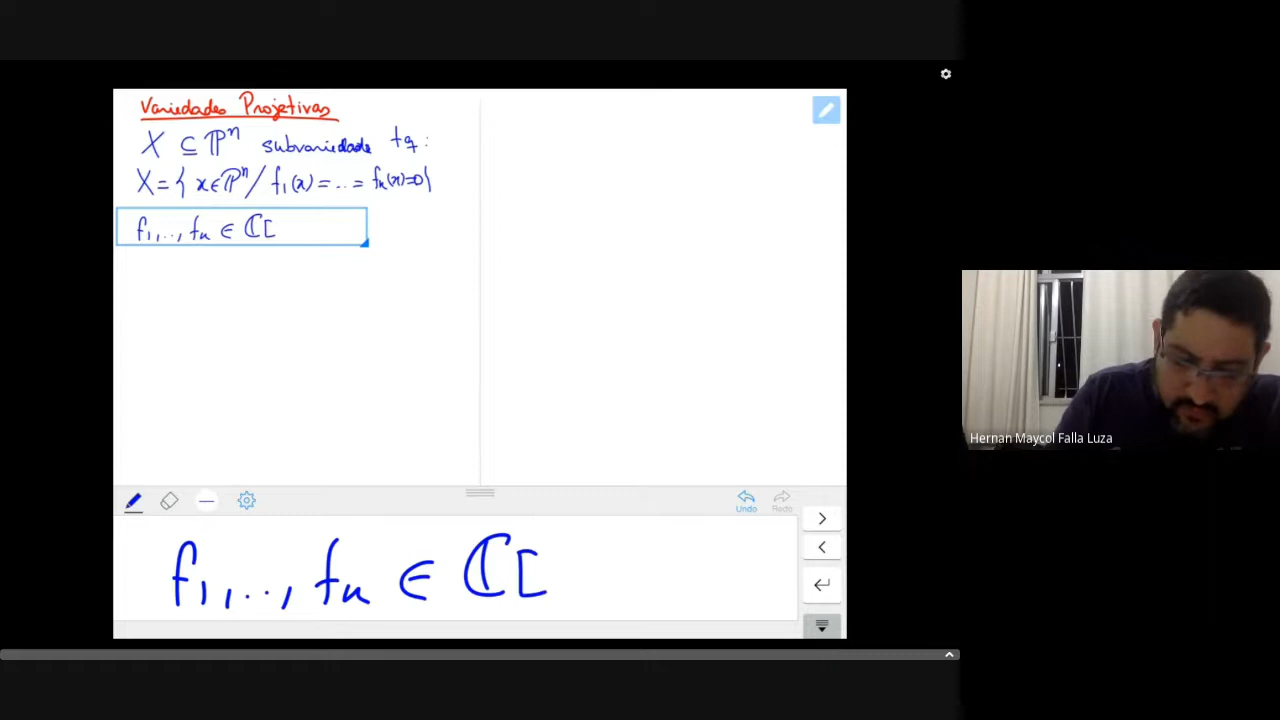 Variedades Projetivas
X ⊆ ℙⁿ subvariedade tq:
X = { x ∈ ℙⁿ / f₁(x) = ... = fₖ(x)=0}
f₁,..., fₖ ∈ ℂ[
Undo
Redo
f₁,..., fₖ ∈ ℂ[
Hernan Maycol Falla Luza